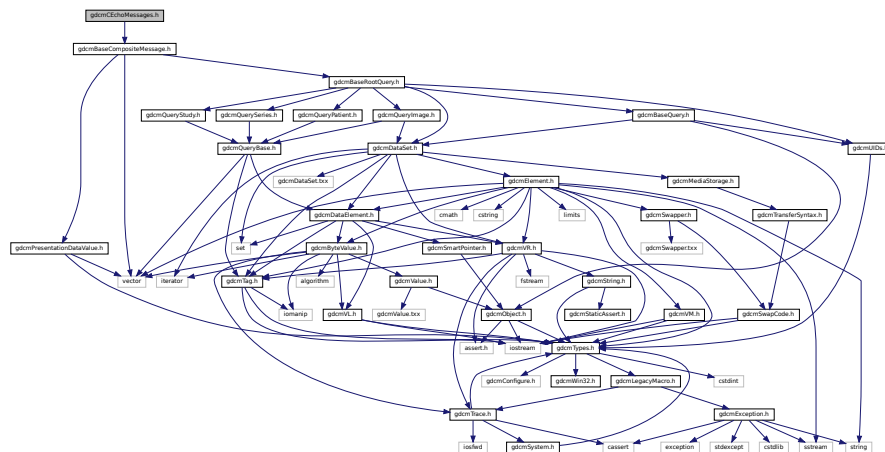 gdcmCEchoMessages.h
gdcmBaseCompositeMessage.h
gdcmBaseRootQuery.h
gdcmQueryStudy.h gdcmQuerySeries.h gdcmQueryPatient.h gdcmQueryImage.h gdcmBaseQuery.h
gdcmQueryBase.h gdcmDataSet.h gdcmUIDs.h
gdcmDataSet.txx gdcmElement.h gdcmMediaStorage.h
gdcmDataElement.h cmath cstring limits gdcmSwapper.h gdcmTransferSyntax.h
gdcmPresentationDataValue.h set gdcmByteValue.h gdcmSmartPointer.h gdcmVR.h gdcmSwapper.txx
vector iterator gdcmTag.h algorithm gdcmValue.h fstream gdcmString.h
iomanip gdcmVL.h gdcmValue.txx gdcmObject.h gdcmStaticAssert.h gdcmVM.h gdcmSwapCode.h
assert.h iostream gdcmTypes.h
gdcmConfigure.h gdcmWin32.h gdcmLegacyMacro.h cstdint
gdcmTrace.h gdcmException.h
iosfwd gdcmSystem.h cassert exception stdexcept cstdlib sstream string